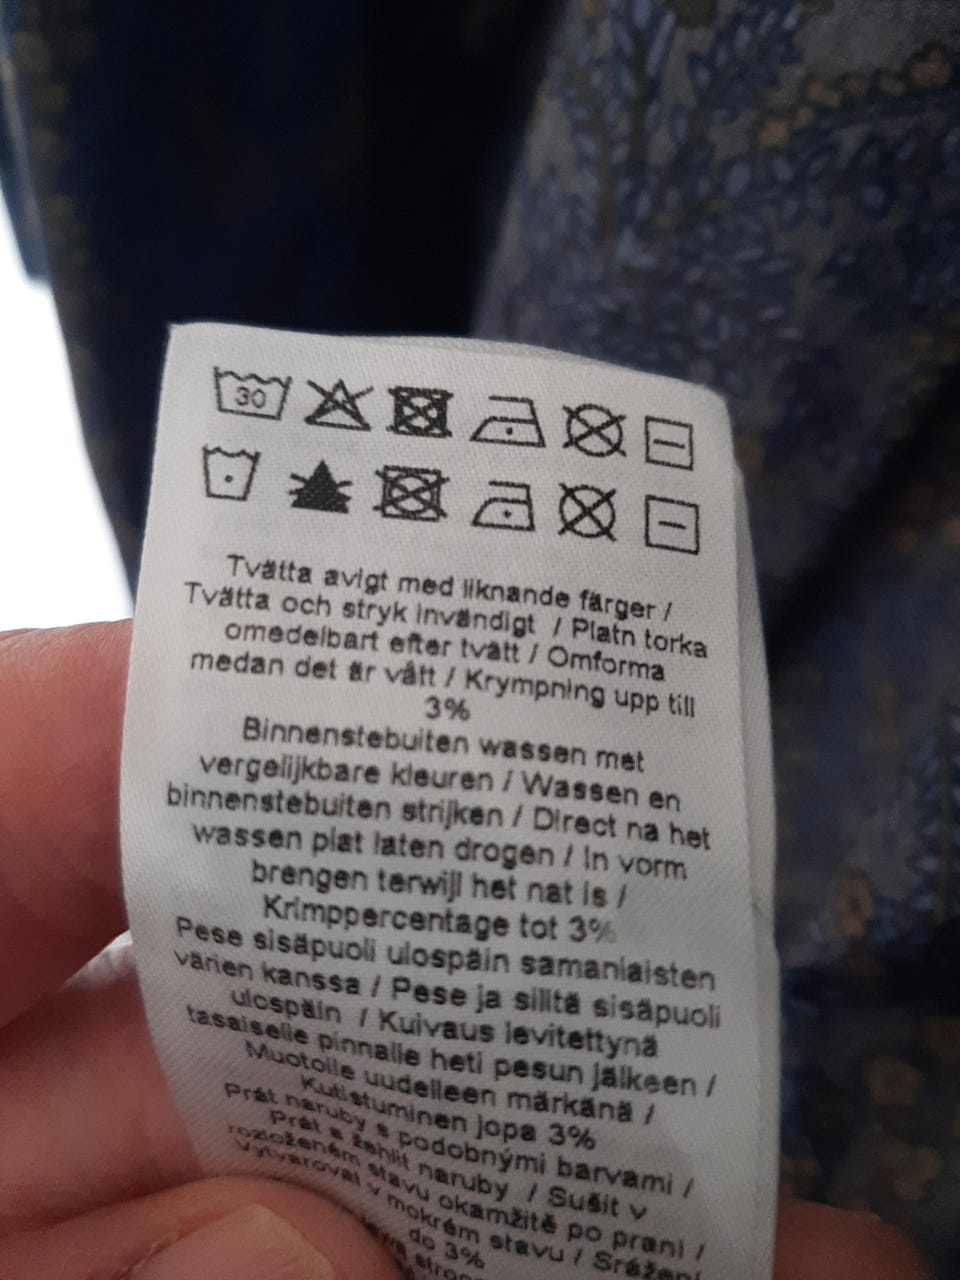 30
Tvätta avigt med liknande färger /
Tvätta och stryk invändigt / Platn torka
omedelbart efter tvätt / Omforma
medan det är vått / Krympning upp till
3%
Binnenstebuiten wassen met
vergelijkbare kleuren / Wassen en
binnenstebuiten strijken / Direct na het
wassen plat laten drogen / In vorm
brengen terwijl het nat is /
Krimppercentage tot 3%
Pese sisäpuoli ulospäin samanlaisten
värien kanssa / Pese ja silitä sisäpuoli
ulospäin / Kuivaus levitettynä
tasaiselle pinnalle heti pesun jälkeen /
Muotoile uudelleen märkänä /
Kutistuminen jopa 3%
Prát naruby s podobnými barvami /
Prát a žehlit naruby / Sušit v
rozloženém stavu okamžitě po praní /
Vytvarovat v mokrém stavu / Srážení
do 3%